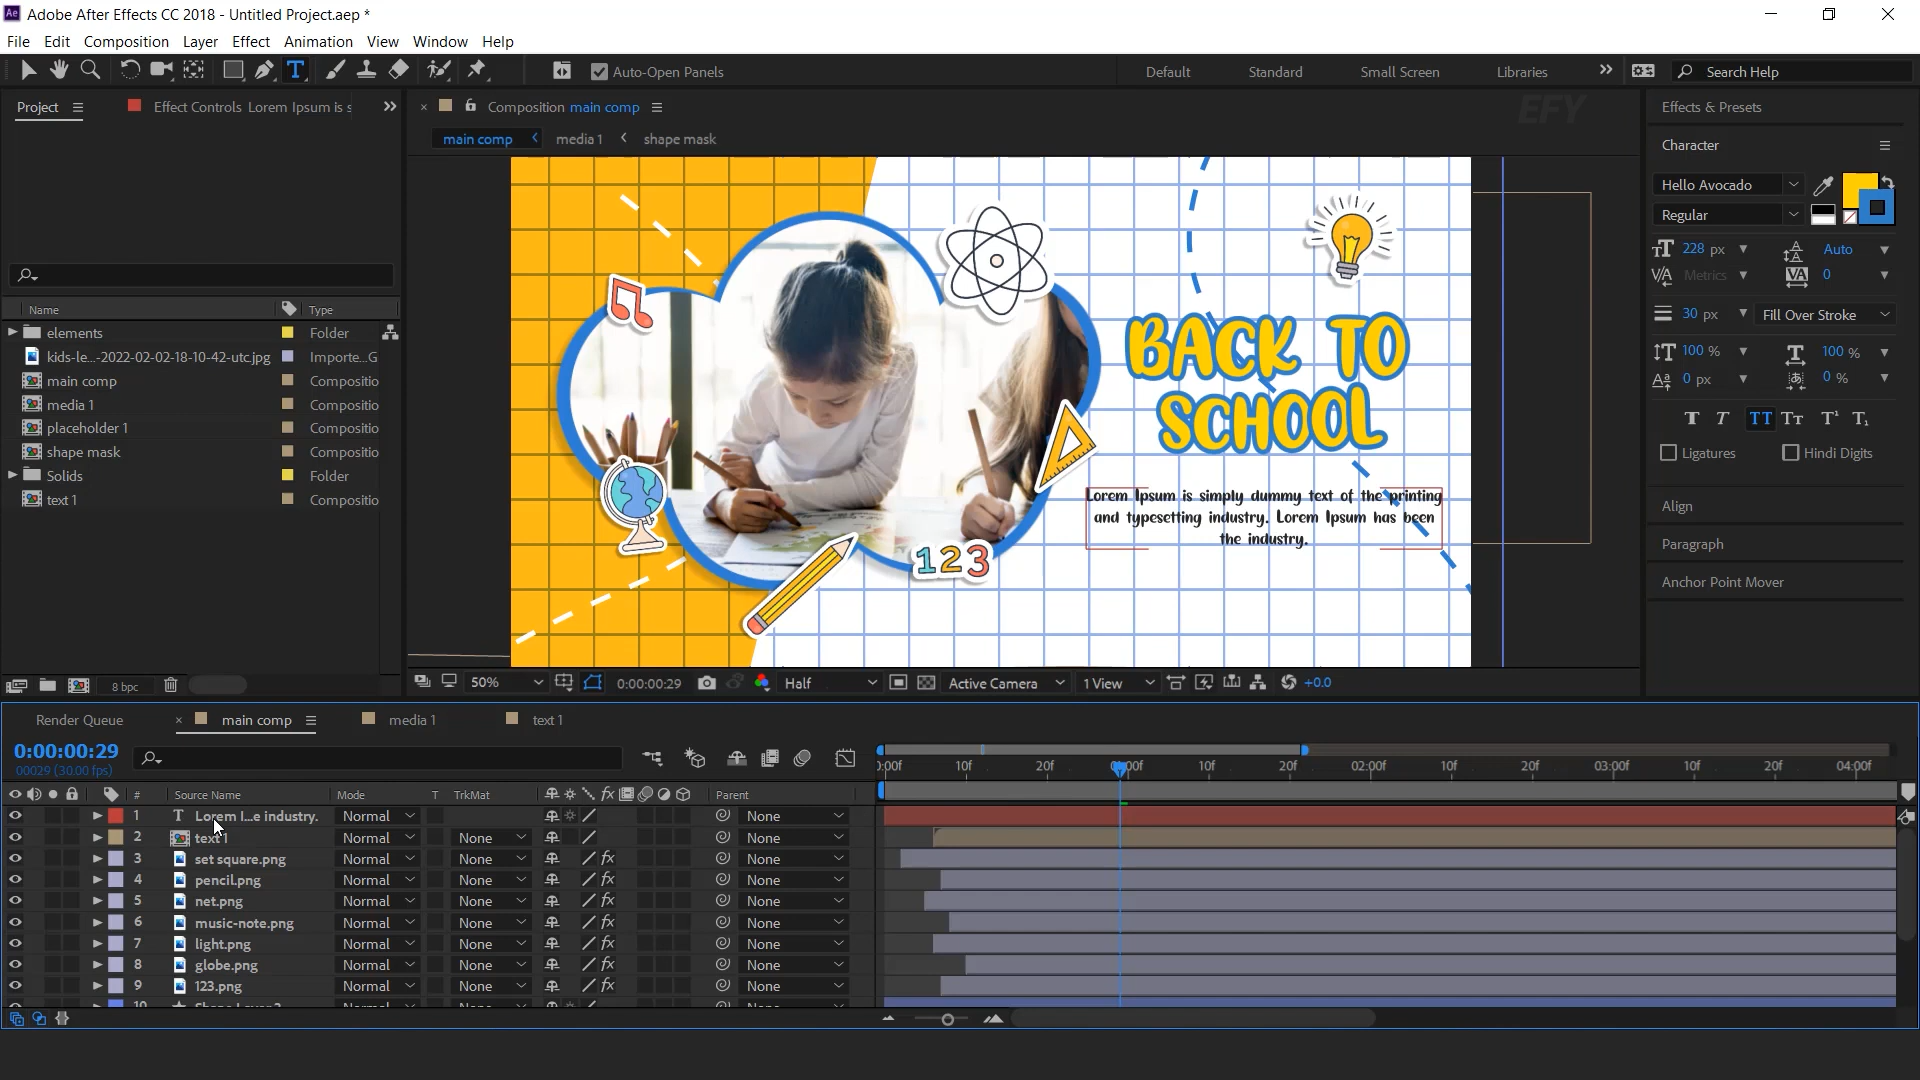 Adobe After Effects CC 2018 - Untitled Project.aep *
File Edit Composition Layer Effect Animation View Window Help
Auto-Open Panels
Default Standard Small Screen Libraries
Search Help
Project
Effect Controls Lorem Ipsum is s
Composition main comp
EFY
main comp media 1 shape mask
Name Type
elements Folder
kids-le...-2022-02-02-18-10-42-utc.jpg Importe...G
main comp Compositio
media 1 Compositio
placeholder 1 Compositio
shape mask Compositio
Solids Folder
text 1 Compositio
8 bpc
BACK TO
SCHOOL
Lorem Ipsum is simply dummy text of the printing
and typesetting industry. Lorem Ipsum has been
the industry.
123
50% 0:00:00:29 Half Active Camera 1 View +0.0
Effects & Presets
Character
Hello Avocado
Regular
228 px Auto
Metrics 0
30 px Fill Over Stroke
100 % 100 %
0 px 0 %
Ligatures Hindi Digits
Align
Paragraph
Anchor Point Mover
Render Queue main comp media 1 text 1
0:00:00:29
00029 (30.00 fps)
0:00f 10f 20f 01:00f 10f 20f 02:00f 10f 20f 03:00f 10f 20f 04:00f
# Source Name Mode T TrkMat fx Parent
1 T Lorem I...e industry. Normal None
2 text 1 Normal None None
3 set square.png Normal None fx None
4 pencil.png Normal None fx None
5 net.png Normal None fx None
6 music-note.png Normal None fx None
7 light.png Normal None fx None
8 globe.png Normal None fx None
9 123.png Normal None fx None